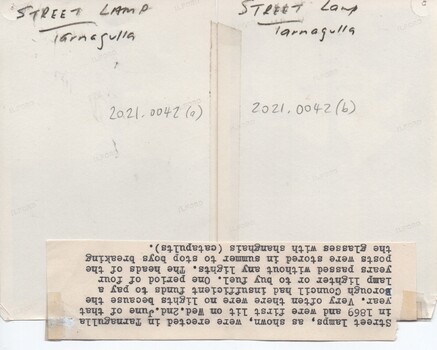 STREET LAMP
Tarnagulla
STREET Lamp
Tarnagulla
2021.0042 (a)
2021.0042 (b)
Street lamps, as shown, were erected in Tarnagulla
in 1869 and were first lit on Wed. 2nd. June of that
year. Very often there were no lights because the
Borough Council had insufficient funds to pay a
lamp lighter or to buy fuel. One period of four
years passed without any lights. The heads of the
posts were stored in summer to stop boys breaking
the glasses with shanghais (catapults).